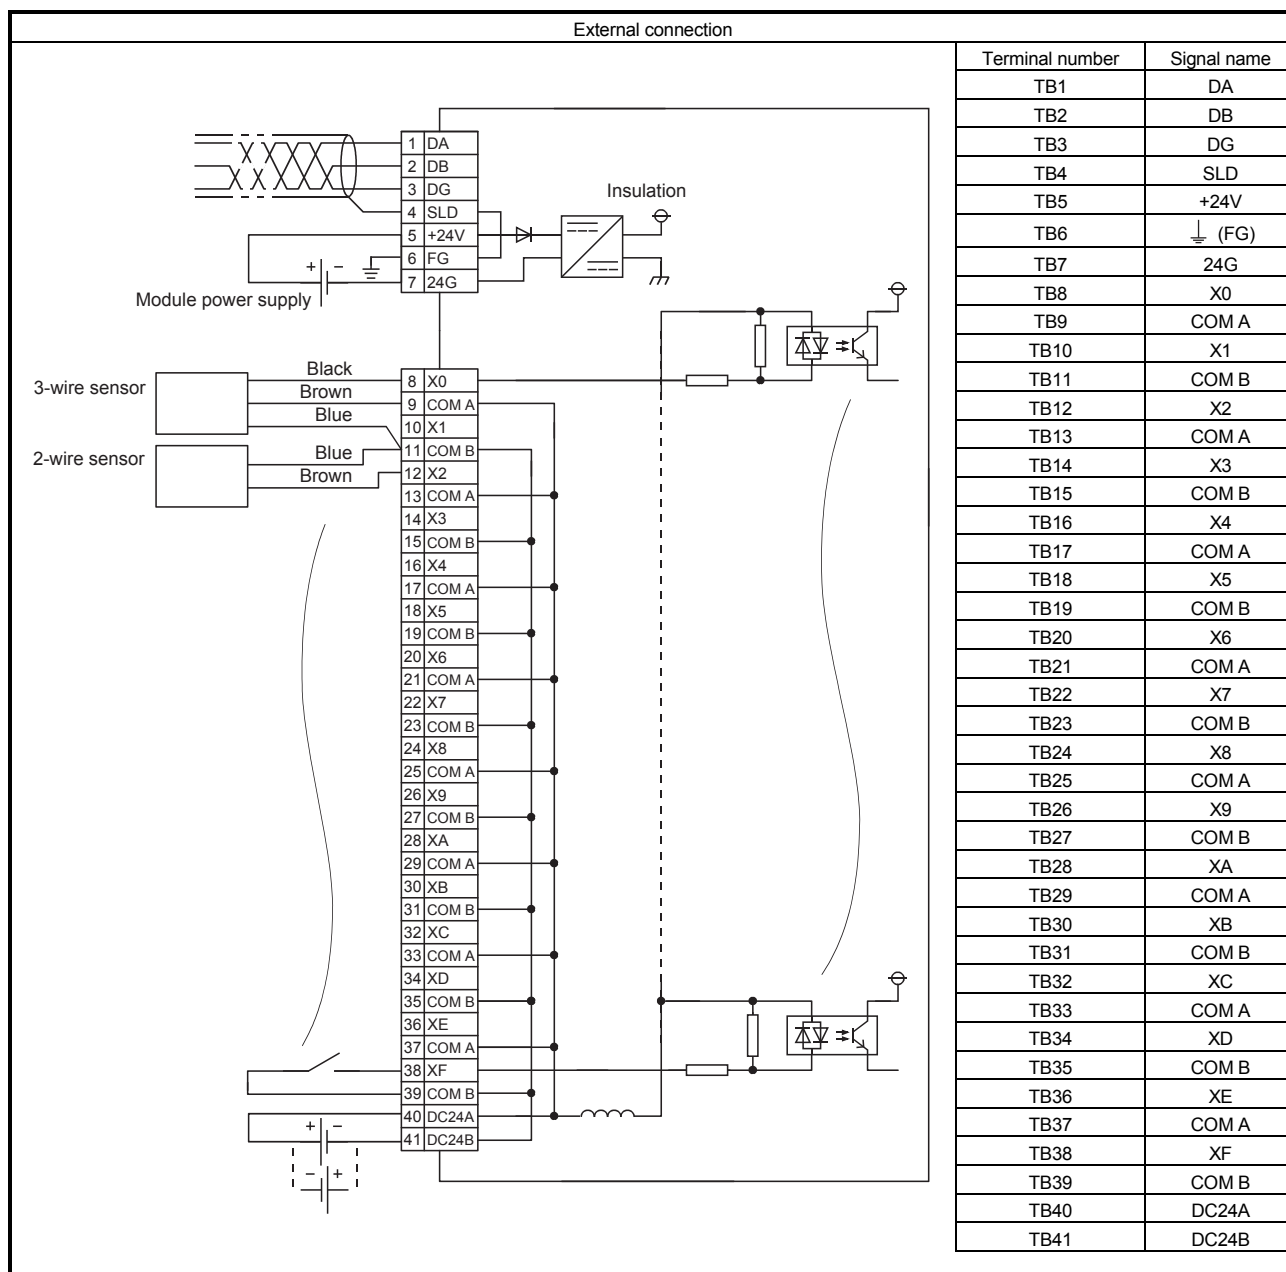 External connection
1 DA
2 DB
3 DG
4 SLD
5 +24V
6 FG
7 24G
Insulation
+ −
Module power supply
3-wire sensor
Black
Brown
Blue
2-wire sensor
Blue
Brown
8 X0
9 COM A
10 X1
11 COM B
12 X2
13 COM A
14 X3
15 COM B
16 X4
17 COM A
18 X5
19 COM B
20 X6
21 COM A
22 X7
23 COM B
24 X8
25 COM A
26 X9
27 COM B
28 XA
29 COM A
30 XB
31 COM B
32 XC
33 COM A
34 XD
35 COM B
36 XE
37 COM A
38 XF
39 COM B
40 DC24A
41 DC24B
+ −
− +
Terminal number Signal name
TB1 DA
TB2 DB
TB3 DG
TB4 SLD
TB5 +24V
TB6 (FG)
TB7 24G
TB8 X0
TB9 COM A
TB10 X1
TB11 COM B
TB12 X2
TB13 COM A
TB14 X3
TB15 COM B
TB16 X4
TB17 COM A
TB18 X5
TB19 COM B
TB20 X6
TB21 COM A
TB22 X7
TB23 COM B
TB24 X8
TB25 COM A
TB26 X9
TB27 COM B
TB28 XA
TB29 COM A
TB30 XB
TB31 COM B
TB32 XC
TB33 COM A
TB34 XD
TB35 COM B
TB36 XE
TB37 COM A
TB38 XF
TB39 COM B
TB40 DC24A
TB41 DC24B